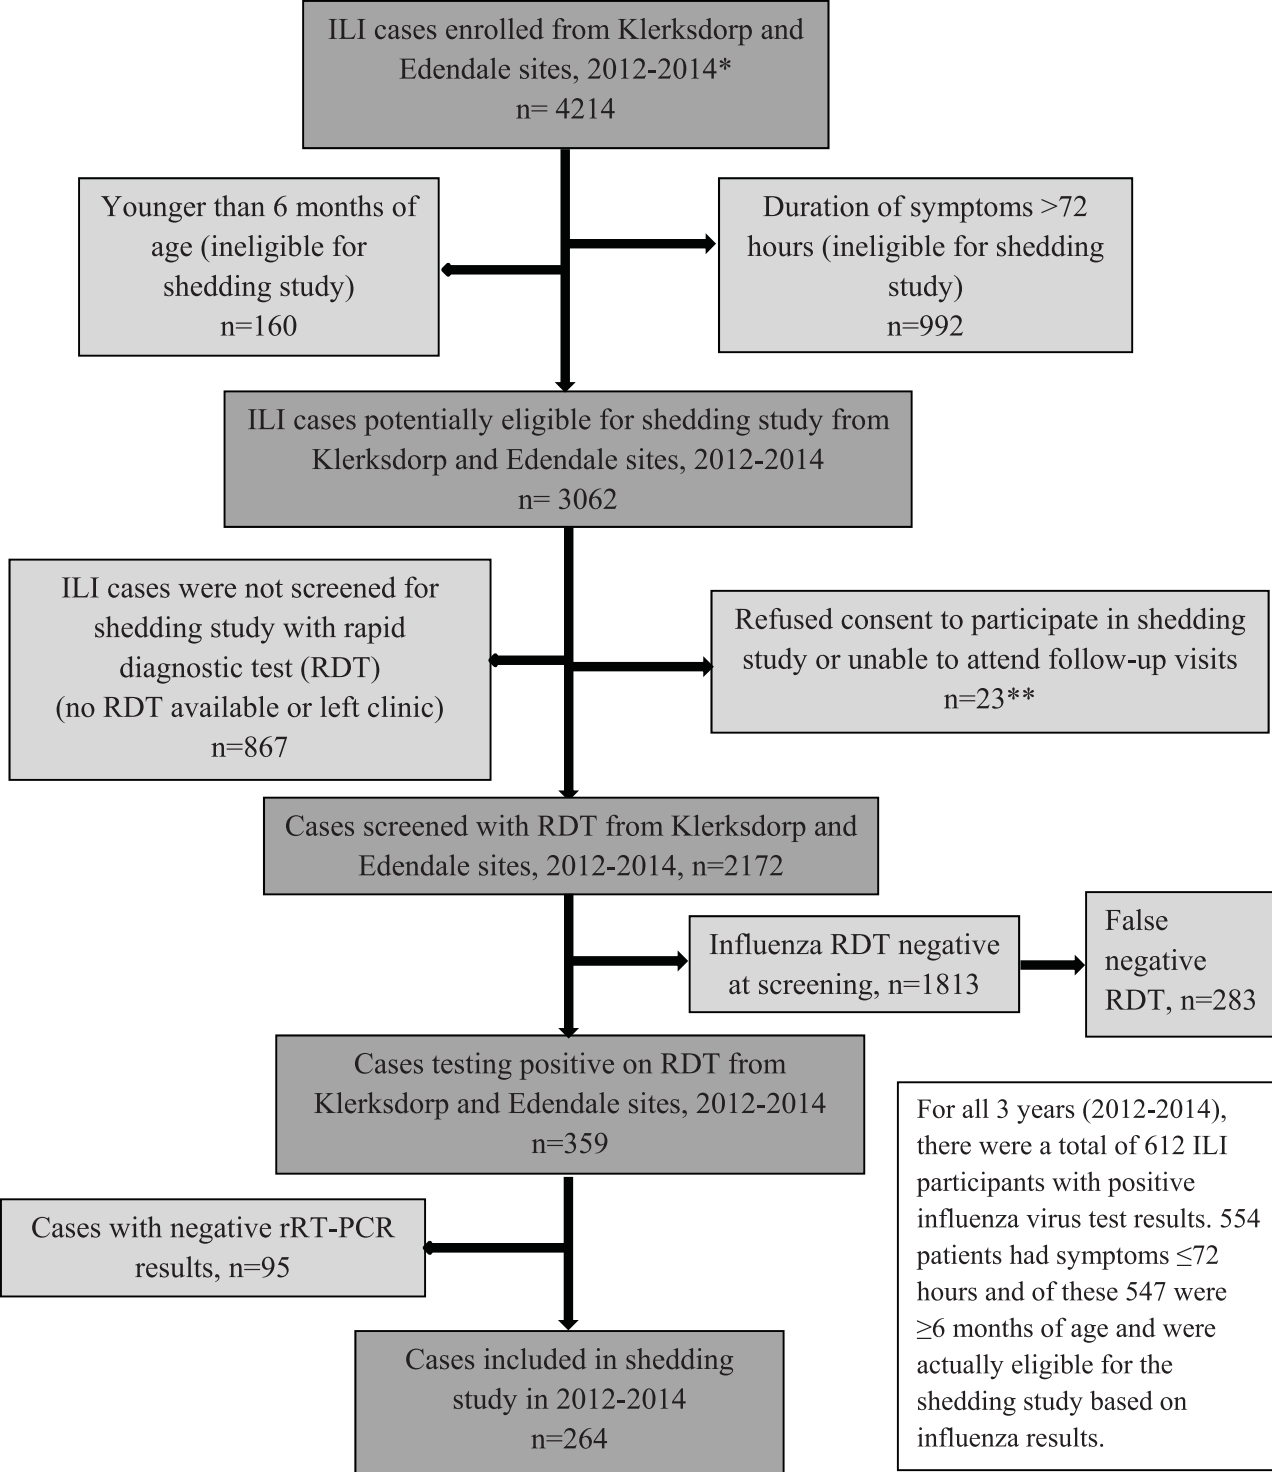 ILI cases enrolled from Klerksdorp and
Edendale sites, 2012-2014*
n= 4214
Younger than 6 months of
age (ineligible for
shedding study)
n=160
Duration of symptoms >72
hours (ineligible for shedding
study)
n=992
ILI cases potentially eligible for shedding study from
Klerksdorp and Edendale sites, 2012-2014
n= 3062
ILI cases were not screened for
shedding study with rapid
diagnostic test (RDT)
(no RDT available or left clinic)
n=867
Refused consent to participate in shedding
study or unable to attend follow-up visits
n=23**
Cases screened with RDT from Klerksdorp and
Edendale sites, 2012-2014, n=2172
Influenza RDT negative
at screening, n=1813
False
negative
RDT, n=283
Cases testing positive on RDT from
Klerksdorp and Edendale sites, 2012-2014
n=359
Cases with negative rRT-PCR
results, n=95
Cases included in shedding
study in 2012-2014
n=264
For all 3 years (2012-2014),
there were a total of 612 ILI
participants with positive
influenza virus test results. 554
patients had symptoms ≤72
hours and of these 547 were
≥6 months of age and were
actually eligible for the
shedding study based on
influenza results.